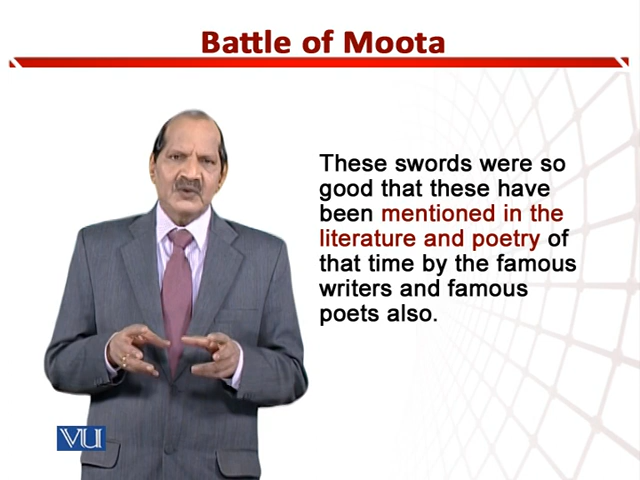 Battle of Moota
These swords were so
good that these have
been mentioned in the
literature and poetry of
that time by the famous
writers and famous
poets also.
VU